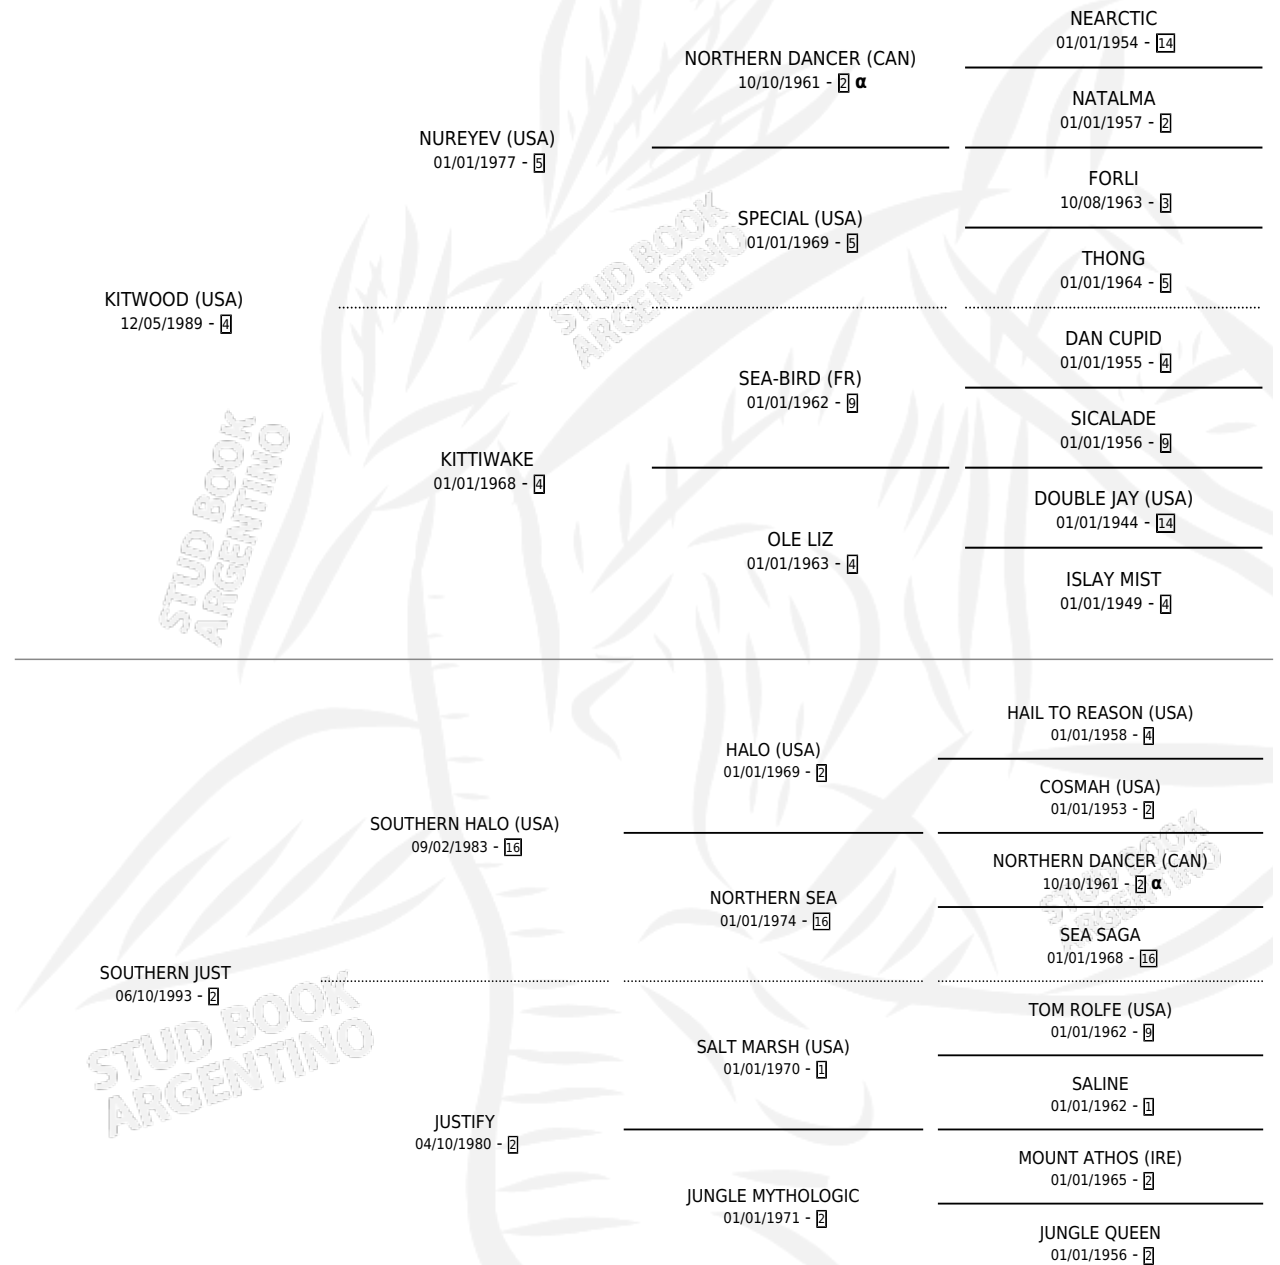 NEARCTIC
01/01/1954 - 14
NORTHERN DANCER (CAN)
10/10/1961 - 2 α
NATALMA
01/01/1957 - 2
NUREYEV (USA)
01/01/1977 - 5
FORLI
10/08/1963 - 3
SPECIAL (USA)
01/01/1969 - 5
THONG
01/01/1964 - 5
STUD BOOK
ARGENTINO
KITWOOD (USA)
12/05/1989 - 4
DAN CUPID
01/01/1955 - 4
SEA-BIRD (FR)
01/01/1962 - 9
SICALADE
01/01/1956 - 9
KITTIWAKE
01/01/1968 - 4
DOUBLE JAY (USA)
01/01/1944 - 14
OLE LIZ
01/01/1963 - 4
ISLAY MIST
01/01/1949 - 4
STUD BOOK
ARGENTINO
HAIL TO REASON (USA)
01/01/1958 - 4
HALO (USA)
01/01/1969 - 2
COSMAH (USA)
01/01/1953 - 2
SOUTHERN HALO (USA)
09/02/1983 - 16
NORTHERN DANCER (CAN)
10/10/1961 - 2 α
NORTHERN SEA
01/01/1974 - 16
SEA SAGA
01/01/1968 - 16
STUD BOOK
ARGENTINO
SOUTHERN JUST
06/10/1993 - 2
TOM ROLFE (USA)
01/01/1962 - 9
SALT MARSH (USA)
01/01/1970 - 1
SALINE
01/01/1962 - 1
JUSTIFY
04/10/1980 - 2
MOUNT ATHOS (IRE)
01/01/1965 - 2
JUNGLE MYTHOLOGIC
01/01/1971 - 2
JUNGLE QUEEN
01/01/1956 - 2
STUD BOOK
ARGENTINO